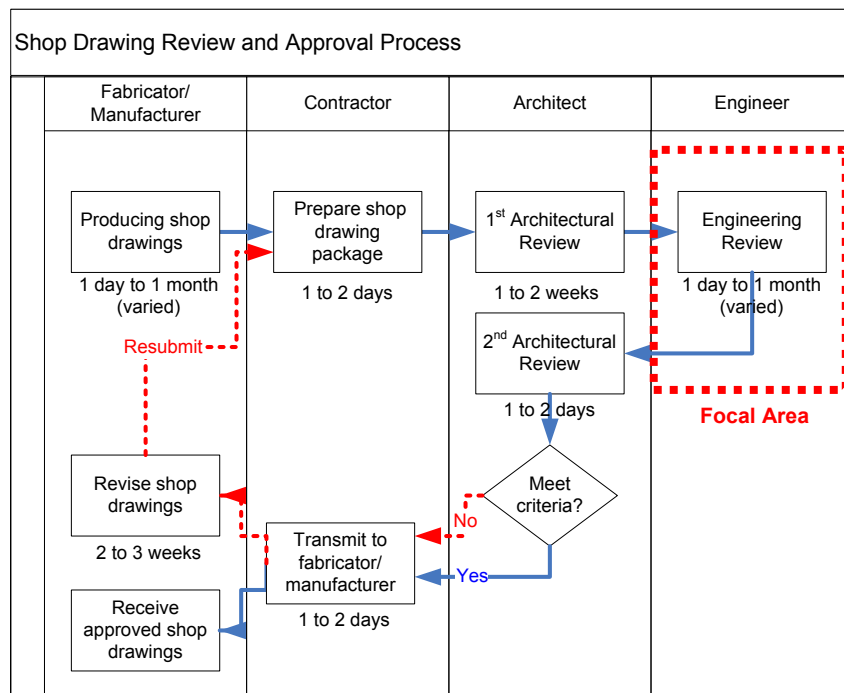 Shop Drawing Review and Approval Process
Fabricator/
Manufacturer
Contractor
Architect
Engineer
Producing shop
drawings
1 day to 1 month
(varied)
Prepare shop
drawing
package
1 to 2 days
1st Architectural
Review
1 to 2 weeks
Engineering
Review
1 day to 1 month
(varied)
Resubmit
2nd Architectural
Review
1 to 2 days
Focal Area
Revise shop
drawings
2 to 3 weeks
Meet
criteria?
No
Yes
Transmit to
fabricator/
manufacturer
1 to 2 days
Receive
approved shop
drawings